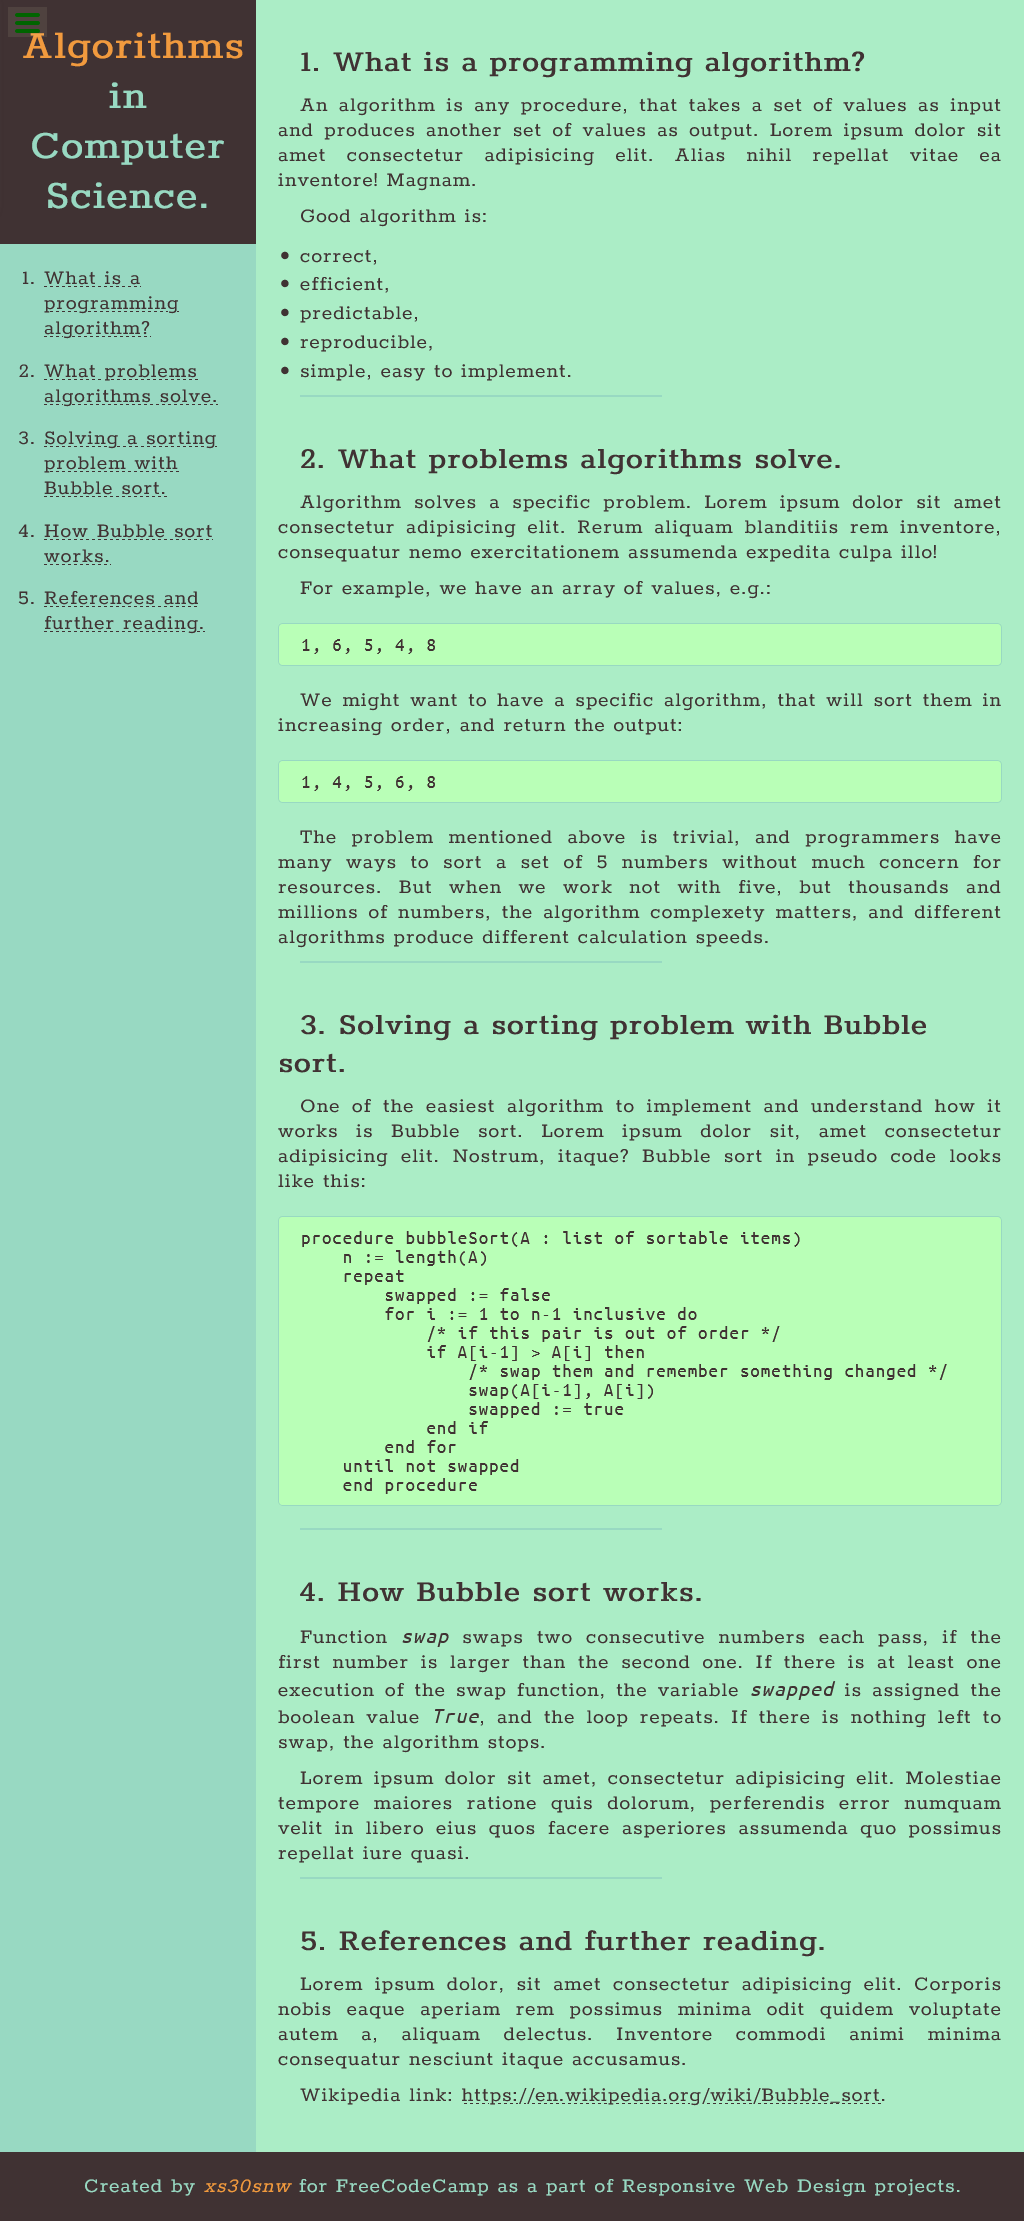 Algorithms
in
Computer
Science.
1. What is a
programming
algorithm?
2. What problems
algorithms solve.
3. Solving a sorting
problem with
Bubble sort.
4. How Bubble sort
works.
5. References and
further reading.
1. What is a programming algorithm?
An algorithm is any procedure, that takes a set of values as input
and produces another set of values as output. Lorem ipsum dolor sit
amet consectetur adipisicing elit. Alias nihil repellat vitae ea
inventore! Magnam.
Good algorithm is:
• correct,
• efficient,
• predictable,
• reproducible,
• simple, easy to implement.
2. What problems algorithms solve.
Algorithm solves a specific problem. Lorem ipsum dolor sit amet
consectetur adipisicing elit. Rerum aliquam blanditiis rem inventore,
consequatur nemo exercitationem assumenda expedita culpa illo!
For example, we have an array of values, e.g.:
1, 6, 5, 4, 8
We might want to have a specific algorithm, that will sort them in
increasing order, and return the output:
1, 4, 5, 6, 8
The problem mentioned above is trivial, and programmers have
many ways to sort a set of 5 numbers without much concern for
resources. But when we work not with five, but thousands and
millions of numbers, the algorithm complexety matters, and different
algorithms produce different calculation speeds.
3. Solving a sorting problem with Bubble
sort.
One of the easiest algorithm to implement and understand how it
works is Bubble sort. Lorem ipsum dolor sit, amet consectetur
adipisicing elit. Nostrum, itaque? Bubble sort in pseudo code looks
like this:
procedure bubbleSort(A : list of sortable items)
    n := length(A)
    repeat
        swapped := false
        for i := 1 to n-1 inclusive do
            /* if this pair is out of order */
            if A[i-1] > A[i] then
                /* swap them and remember something changed */
                swap(A[i-1], A[i])
                swapped := true
            end if
        end for
    until not swapped
    end procedure
4. How Bubble sort works.
Function swap swaps two consecutive numbers each pass, if the
first number is larger than the second one. If there is at least one
execution of the swap function, the variable swapped is assigned the
boolean value True, and the loop repeats. If there is nothing left to
swap, the algorithm stops.
Lorem ipsum dolor sit amet, consectetur adipisicing elit. Molestiae
tempore maiores ratione quis dolorum, perferendis error numquam
velit in libero eius quos facere asperiores assumenda quo possimus
repellat iure quasi.
5. References and further reading.
Lorem ipsum dolor, sit amet consectetur adipisicing elit. Corporis
nobis eaque aperiam rem possimus minima odit quidem voluptate
autem a, aliquam delectus. Inventore commodi animi minima
consequatur nesciunt itaque accusamus.
Wikipedia link: https://en.wikipedia.org/wiki/Bubble_sort.
Created by xs30snw for FreeCodeCamp as a part of Responsive Web Design projects.